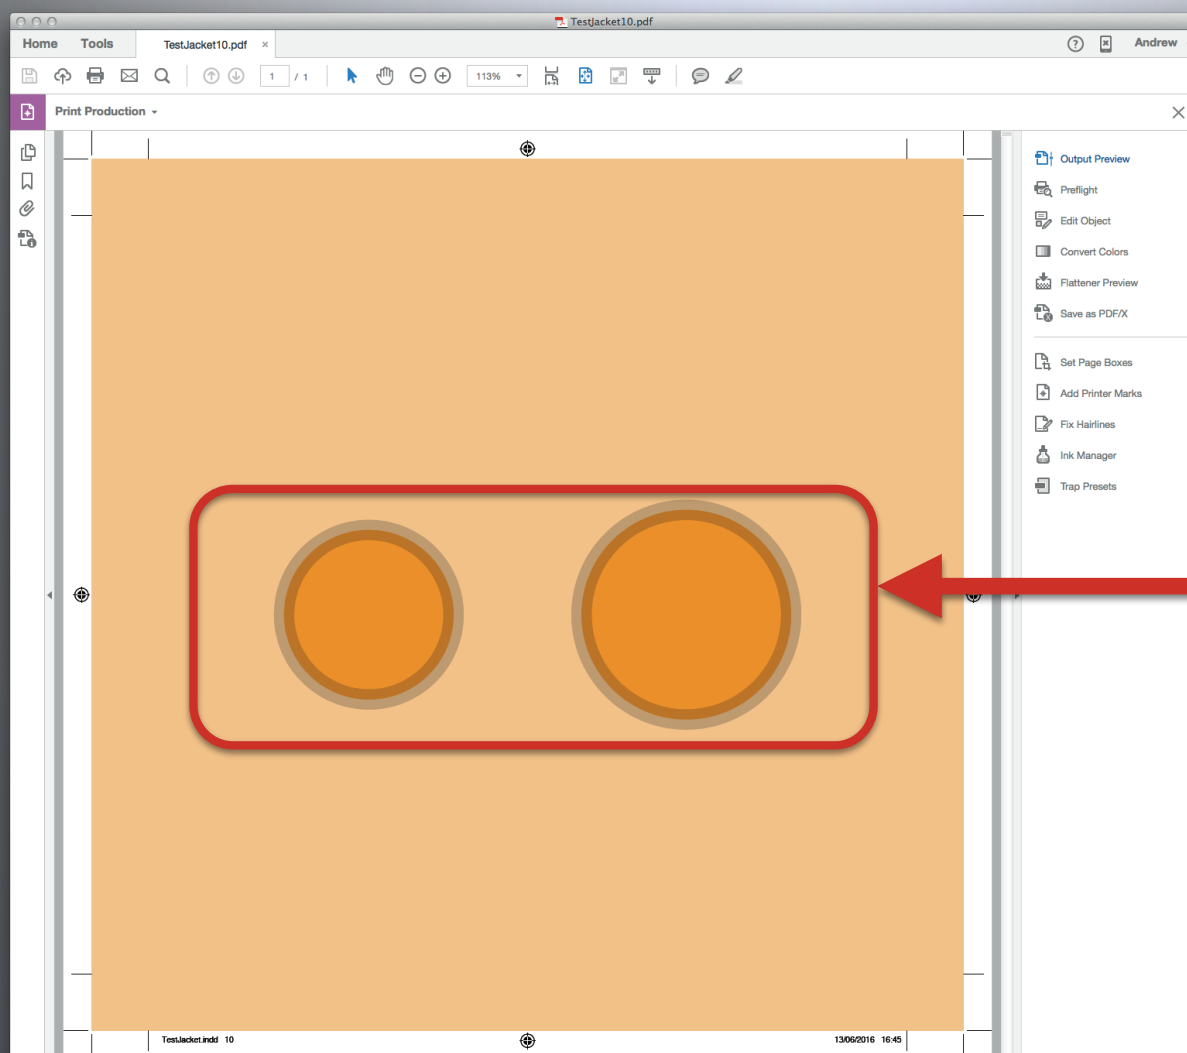 TestJacket10.pdf
Home Tools TestJacket10.pdf × ? Andrew
1 / 1 113%
Print Production
Output Preview
Preflight
Edit Object
Convert Colors
Flattener Preview
Save as PDF/X
Set Page Boxes
Add Printer Marks
Fix Hairlines
Ink Manager
Trap Presets
TestJacket.indd 10 13/06/2016 16:45